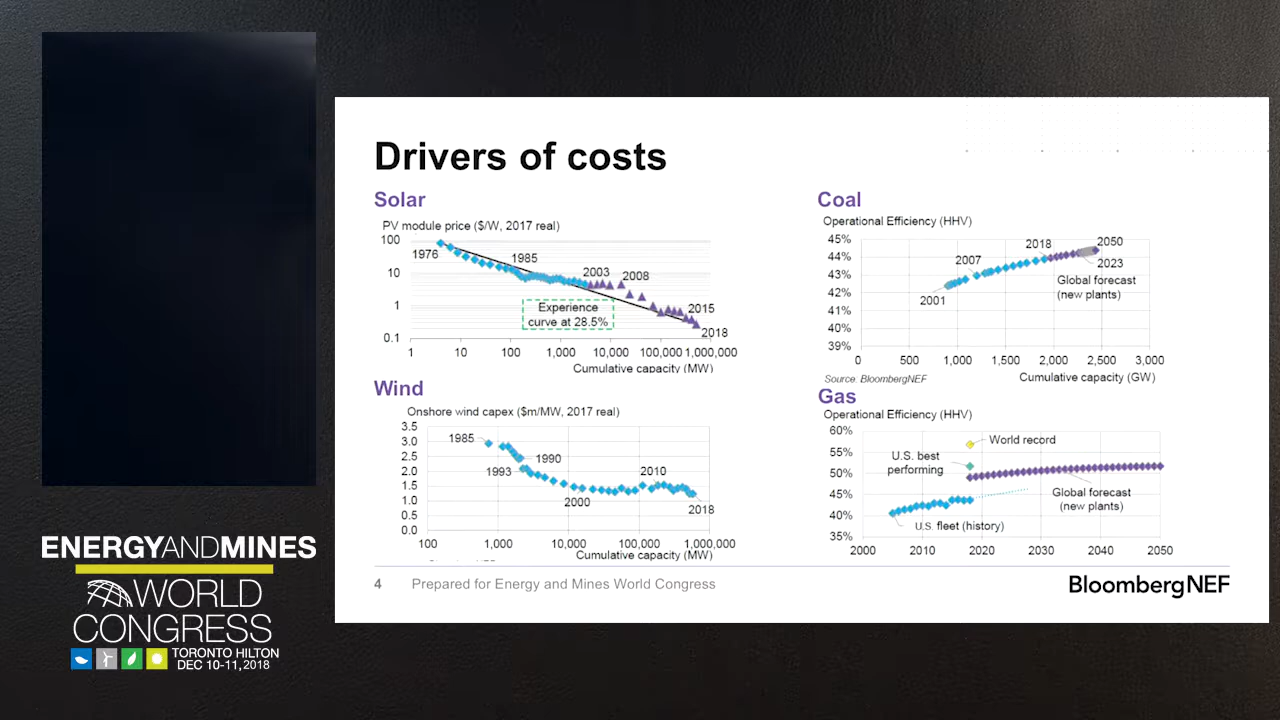 Drivers of costs
Solar
PV module price ($/W, 2017 real)
100
10
1
0.1
1976
1985
2003
2008
2015
2018
Experience
curve at 28.5%
1 10 100 1,000 10,000 100,000 1,000,000
Cumulative capacity (MW)
Wind
Onshore wind capex ($m/MW, 2017 real)
3.5
3.0
2.5
2.0
1.5
1.0
0.5
0.0
1985
1990
1993
2000
2010
2018
100 1,000 10,000 100,000 1,000,000
Cumulative capacity (MW)
Coal
Operational Efficiency (HHV)
45%
44%
43%
42%
41%
40%
39%
2001
2007
2018
2050
2023
Global forecast
(new plants)
0 500 1,000 1,500 2,000 2,500 3,000
Source. BloombergNEF
Cumulative capacity (GW)
Gas
Operational Efficiency (HHV)
60%
55%
50%
45%
40%
35%
World record
U.S. best
performing
Global forecast
(new plants)
U.S. fleet (history)
2000 2010 2020 2030 2040 2050
4 Prepared for Energy and Mines World Congress
BloombergNEF
ENERGYANDMINES
WORLD
CONGRESS
TORONTO HILTON
DEC 10-11, 2018